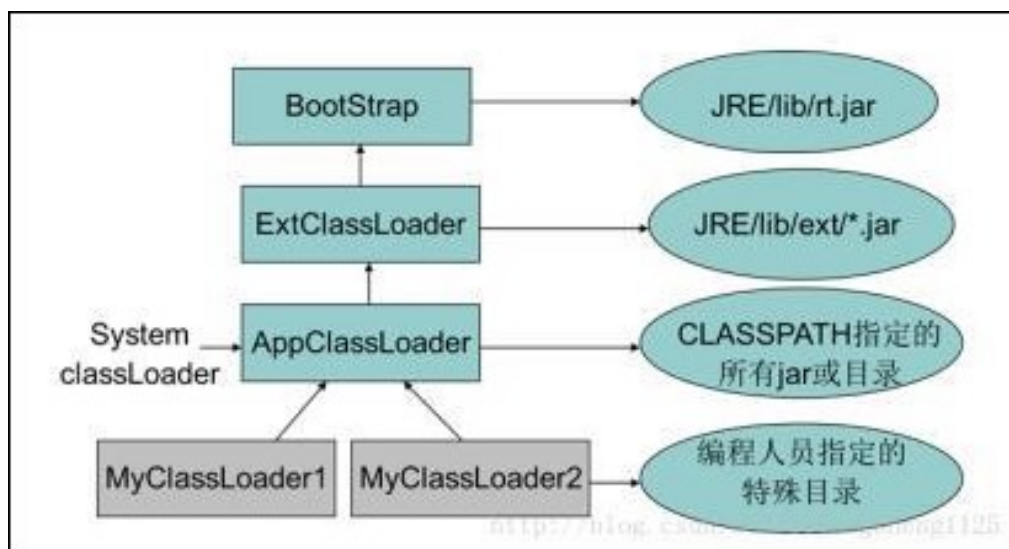 BootStrap
JRE/lib/rt.jar
ExtClassLoader
JRE/lib/ext/*.jar
System
classLoader
AppClassLoader
CLASSPATH指定的
所有jar或目录
MyClassLoader1
MyClassLoader2
编程人员指定的
特殊目录